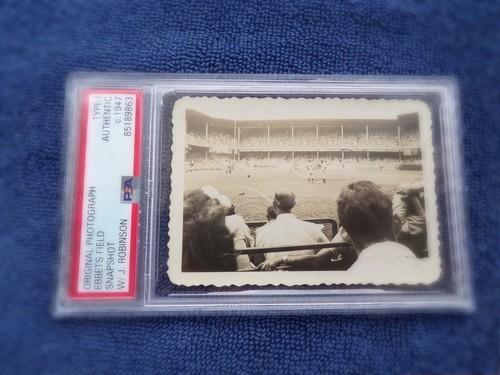 ORIGINAL PHOTOGRAPH
EBBETS FIELD
SNAPSHOT
W/ J. ROBINSON
PSA
TYPE I
AUTHENTIC
c.1947
85189863